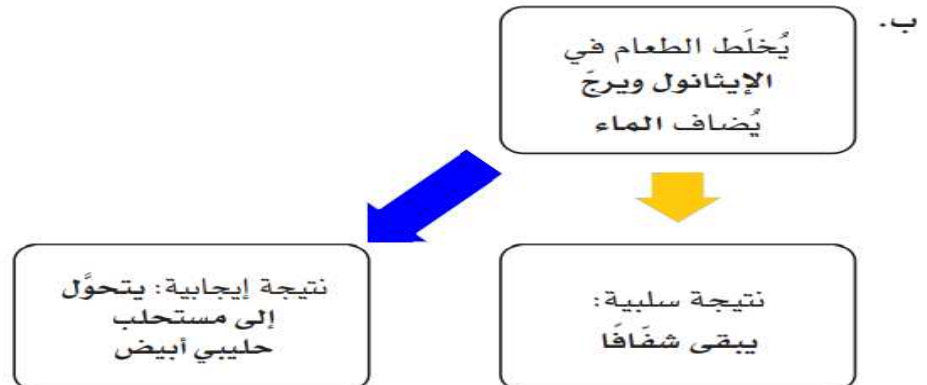 ب.
يُخلَط الطعام في
الإيثانول ويرجّ
يُضاف الماء
نتيجة سلبية:
يبقى شفّافًا
نتيجة إيجابية: يتحوَّل
إلى مستحلب
حليبي أبيض